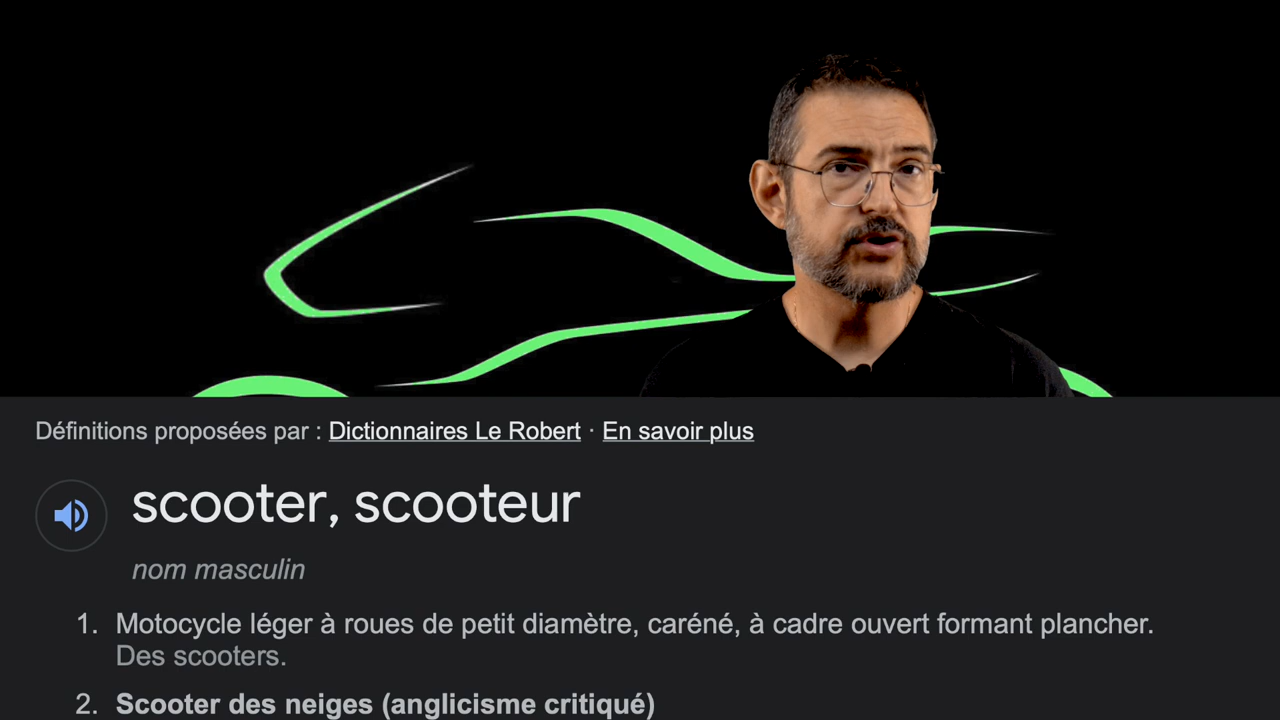 Définitions proposées par : Dictionnaires Le Robert · En savoir plus
scooter, scooteur
nom masculin
1. Motocycle léger à roues de petit diamètre, caréné, à cadre ouvert formant plancher.
Des scooters.
2. Scooter des neiges (anglicisme critiqué)